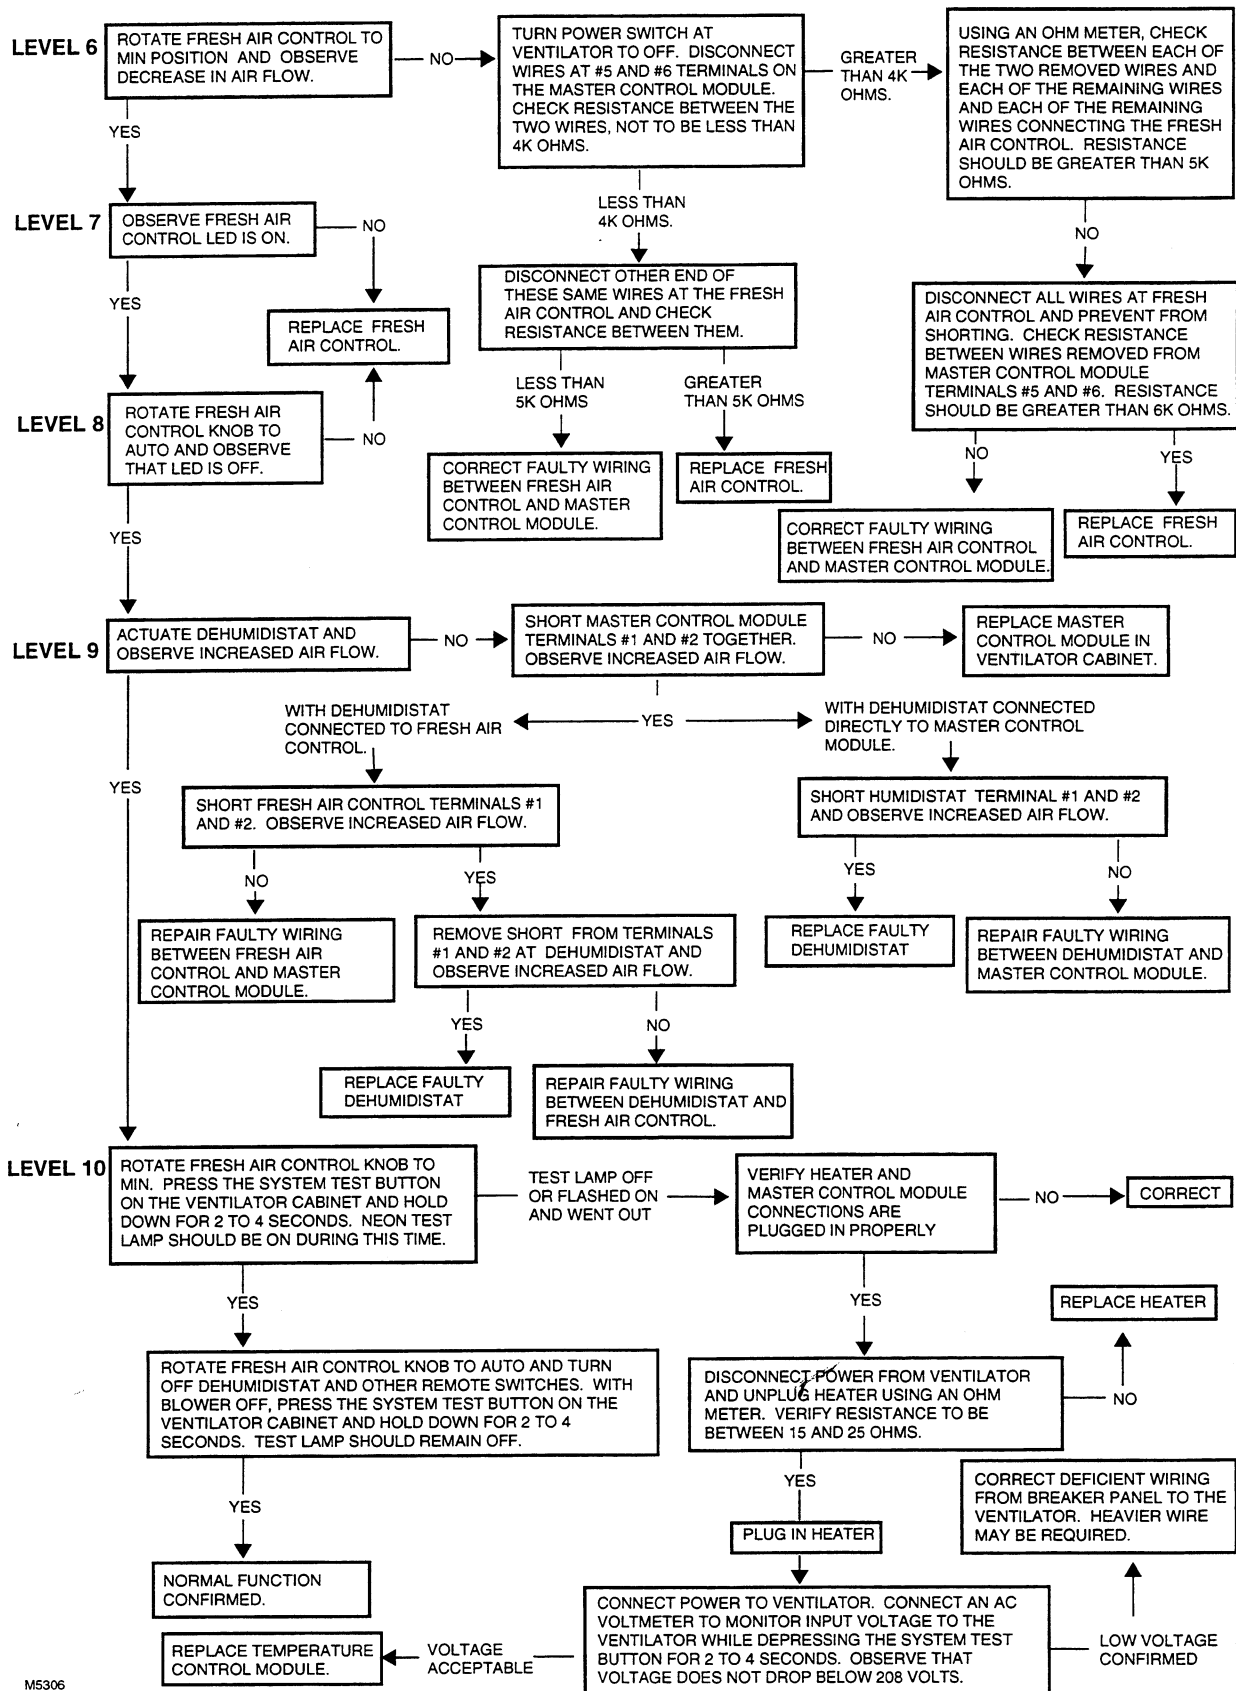 LEVEL 6
ROTATE FRESH AIR CONTROL TO
MIN POSITION AND OBSERVE
DECREASE IN AIR FLOW.
NO
TURN POWER SWITCH AT
VENTILATOR TO OFF. DISCONNECT
WIRES AT #5 AND #6 TERMINALS ON
THE MASTER CONTROL MODULE.
CHECK RESISTANCE BETWEEN THE
TWO WIRES, NOT TO BE LESS THAN
4K OHMS.
GREATER
THAN 4K
OHMS.
USING AN OHM METER, CHECK
RESISTANCE BETWEEN EACH OF
THE TWO REMOVED WIRES AND
EACH OF THE REMAINING WIRES
AND EACH OF THE REMAINING
WIRES CONNECTING THE FRESH
AIR CONTROL. RESISTANCE
SHOULD BE GREATER THAN 5K
OHMS.
YES
LESS THAN
4K OHMS.
NO
LEVEL 7
OBSERVE FRESH AIR
CONTROL LED IS ON.
NO
YES
REPLACE FRESH
AIR CONTROL.
DISCONNECT OTHER END OF
THESE SAME WIRES AT THE FRESH
AIR CONTROL AND CHECK
RESISTANCE BETWEEN THEM.
DISCONNECT ALL WIRES AT FRESH
AIR CONTROL AND PREVENT FROM
SHORTING. CHECK RESISTANCE
BETWEEN WIRES REMOVED FROM
MASTER CONTROL MODULE
TERMINALS #5 AND #6. RESISTANCE
SHOULD BE GREATER THAN 6K OHMS.
LESS THAN
5K OHMS
GREATER
THAN 5K OHMS
LEVEL 8
ROTATE FRESH AIR
CONTROL KNOB TO
AUTO AND OBSERVE
THAT LED IS OFF.
NO
CORRECT FAULTY WIRING
BETWEEN FRESH AIR
CONTROL AND MASTER
CONTROL MODULE.
REPLACE FRESH
AIR CONTROL.
NO
YES
CORRECT FAULTY WIRING
BETWEEN FRESH AIR CONTROL
AND MASTER CONTROL MODULE.
REPLACE FRESH
AIR CONTROL.
YES
LEVEL 9
ACTUATE DEHUMIDISTAT AND
OBSERVE INCREASED AIR FLOW.
NO
SHORT MASTER CONTROL MODULE
TERMINALS #1 AND #2 TOGETHER.
OBSERVE INCREASED AIR FLOW.
NO
REPLACE MASTER
CONTROL MODULE IN
VENTILATOR CABINET.
WITH DEHUMIDISTAT
CONNECTED TO FRESH AIR
CONTROL.
YES
WITH DEHUMIDISTAT CONNECTED
DIRECTLY TO MASTER CONTROL
MODULE.
YES
SHORT FRESH AIR CONTROL TERMINALS #1
AND #2. OBSERVE INCREASED AIR FLOW.
SHORT HUMIDISTAT TERMINAL #1 AND #2
AND OBSERVE INCREASED AIR FLOW.
NO
YES
YES
NO
REPAIR FAULTY WIRING
BETWEEN FRESH AIR
CONTROL AND MASTER
CONTROL MODULE.
REMOVE SHORT FROM TERMINALS
#1 AND #2 AT DEHUMIDISTAT AND
OBSERVE INCREASED AIR FLOW.
REPLACE FAULTY
DEHUMIDISTAT
REPAIR FAULTY WIRING
BETWEEN DEHUMIDISTAT AND
MASTER CONTROL MODULE.
YES
NO
REPLACE FAULTY
DEHUMIDISTAT
REPAIR FAULTY WIRING
BETWEEN DEHUMIDISTAT AND
FRESH AIR CONTROL.
LEVEL 10
ROTATE FRESH AIR CONTROL KNOB TO
MIN. PRESS THE SYSTEM TEST BUTTON
ON THE VENTILATOR CABINET AND HOLD
DOWN FOR 2 TO 4 SECONDS. NEON TEST
LAMP SHOULD BE ON DURING THIS TIME.
TEST LAMP OFF
OR FLASHED ON
AND WENT OUT
VERIFY HEATER AND
MASTER CONTROL MODULE
CONNECTIONS ARE
PLUGGED IN PROPERLY
NO
CORRECT
YES
YES
REPLACE HEATER
ROTATE FRESH AIR CONTROL KNOB TO AUTO AND TURN
OFF DEHUMIDISTAT AND OTHER REMOTE SWITCHES. WITH
BLOWER OFF, PRESS THE SYSTEM TEST BUTTON ON THE
VENTILATOR CABINET AND HOLD DOWN FOR 2 TO 4
SECONDS. TEST LAMP SHOULD REMAIN OFF.
DISCONNECT POWER FROM VENTILATOR
AND UNPLUG HEATER USING AN OHM
METER. VERIFY RESISTANCE TO BE
BETWEEN 15 AND 25 OHMS.
NO
YES
YES
PLUG IN HEATER
CORRECT DEFICIENT WIRING
FROM BREAKER PANEL TO THE
VENTILATOR. HEAVIER WIRE
MAY BE REQUIRED.
NORMAL FUNCTION
CONFIRMED.
CONNECT POWER TO VENTILATOR. CONNECT AN AC
VOLTMETER TO MONITOR INPUT VOLTAGE TO THE
VENTILATOR WHILE DEPRESSING THE SYSTEM TEST
BUTTON FOR 2 TO 4 SECONDS. OBSERVE THAT
VOLTAGE DOES NOT DROP BELOW 208 VOLTS.
LOW VOLTAGE
CONFIRMED
VOLTAGE
ACCEPTABLE
REPLACE TEMPERATURE
CONTROL MODULE.
M5306